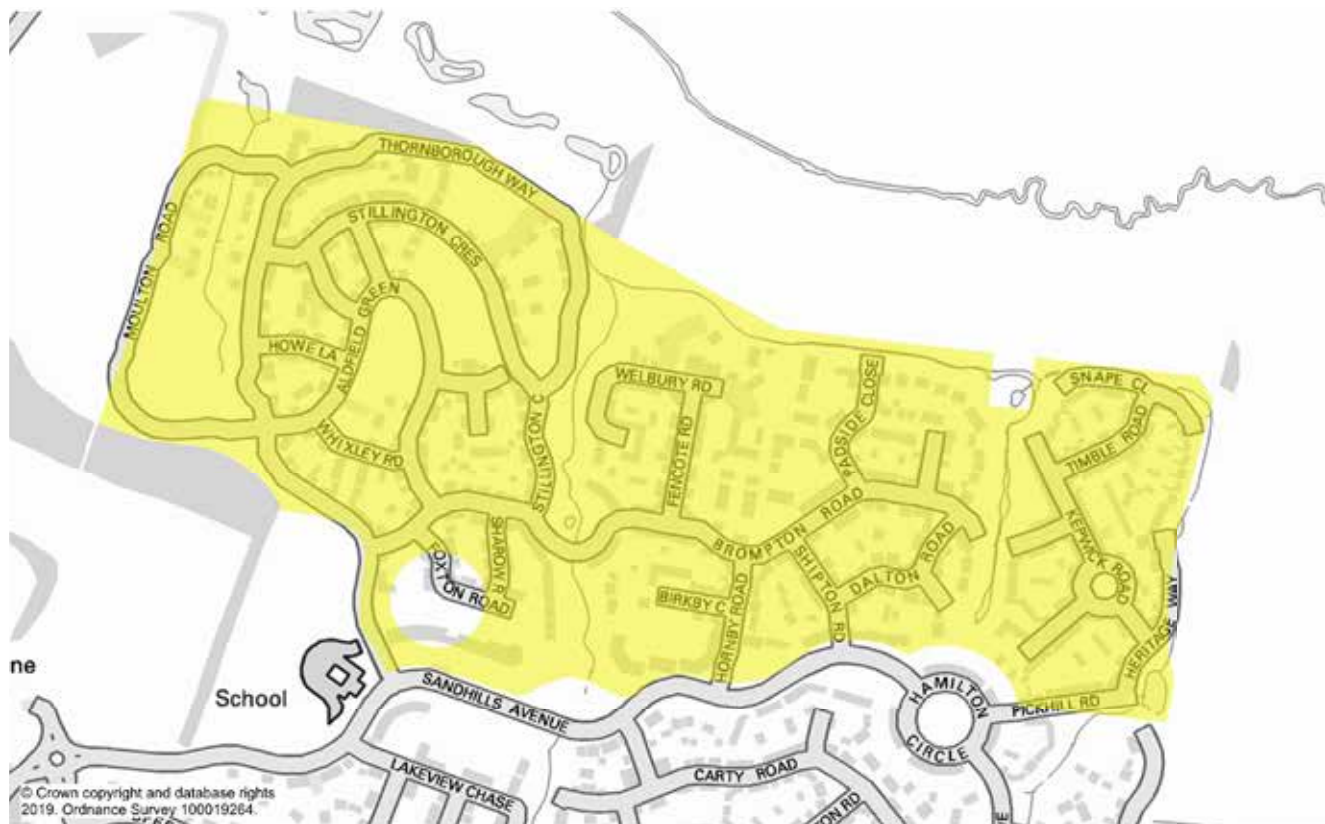 THORNBOROUGH WAY
STILLINGTON CRES
MOULTON ROAD
HOWE LA
ALDFIELD GREEN
WHIXLEY RD
STILLINGTON C
WELBURY RD
FENCOTE RD
PADSIDE CLOSE
SNAPE CL
TIMBLE ROAD
KEPWICK ROAD
BROMPTON ROAD
SHAROW R
FOXTON ROAD
SHIPTON RD
DALTON ROAD
BIRKBY C
HORNBY ROAD
HERITAGE WAY
ne
School
SANDHILLS AVENUE
HAMILTON
CIRCLE
PICKHILL RD
LAKEVIEW CHASE
CARTY ROAD
ON RD
© Crown copyright and database rights
2019. Ordnance Survey 100019264.